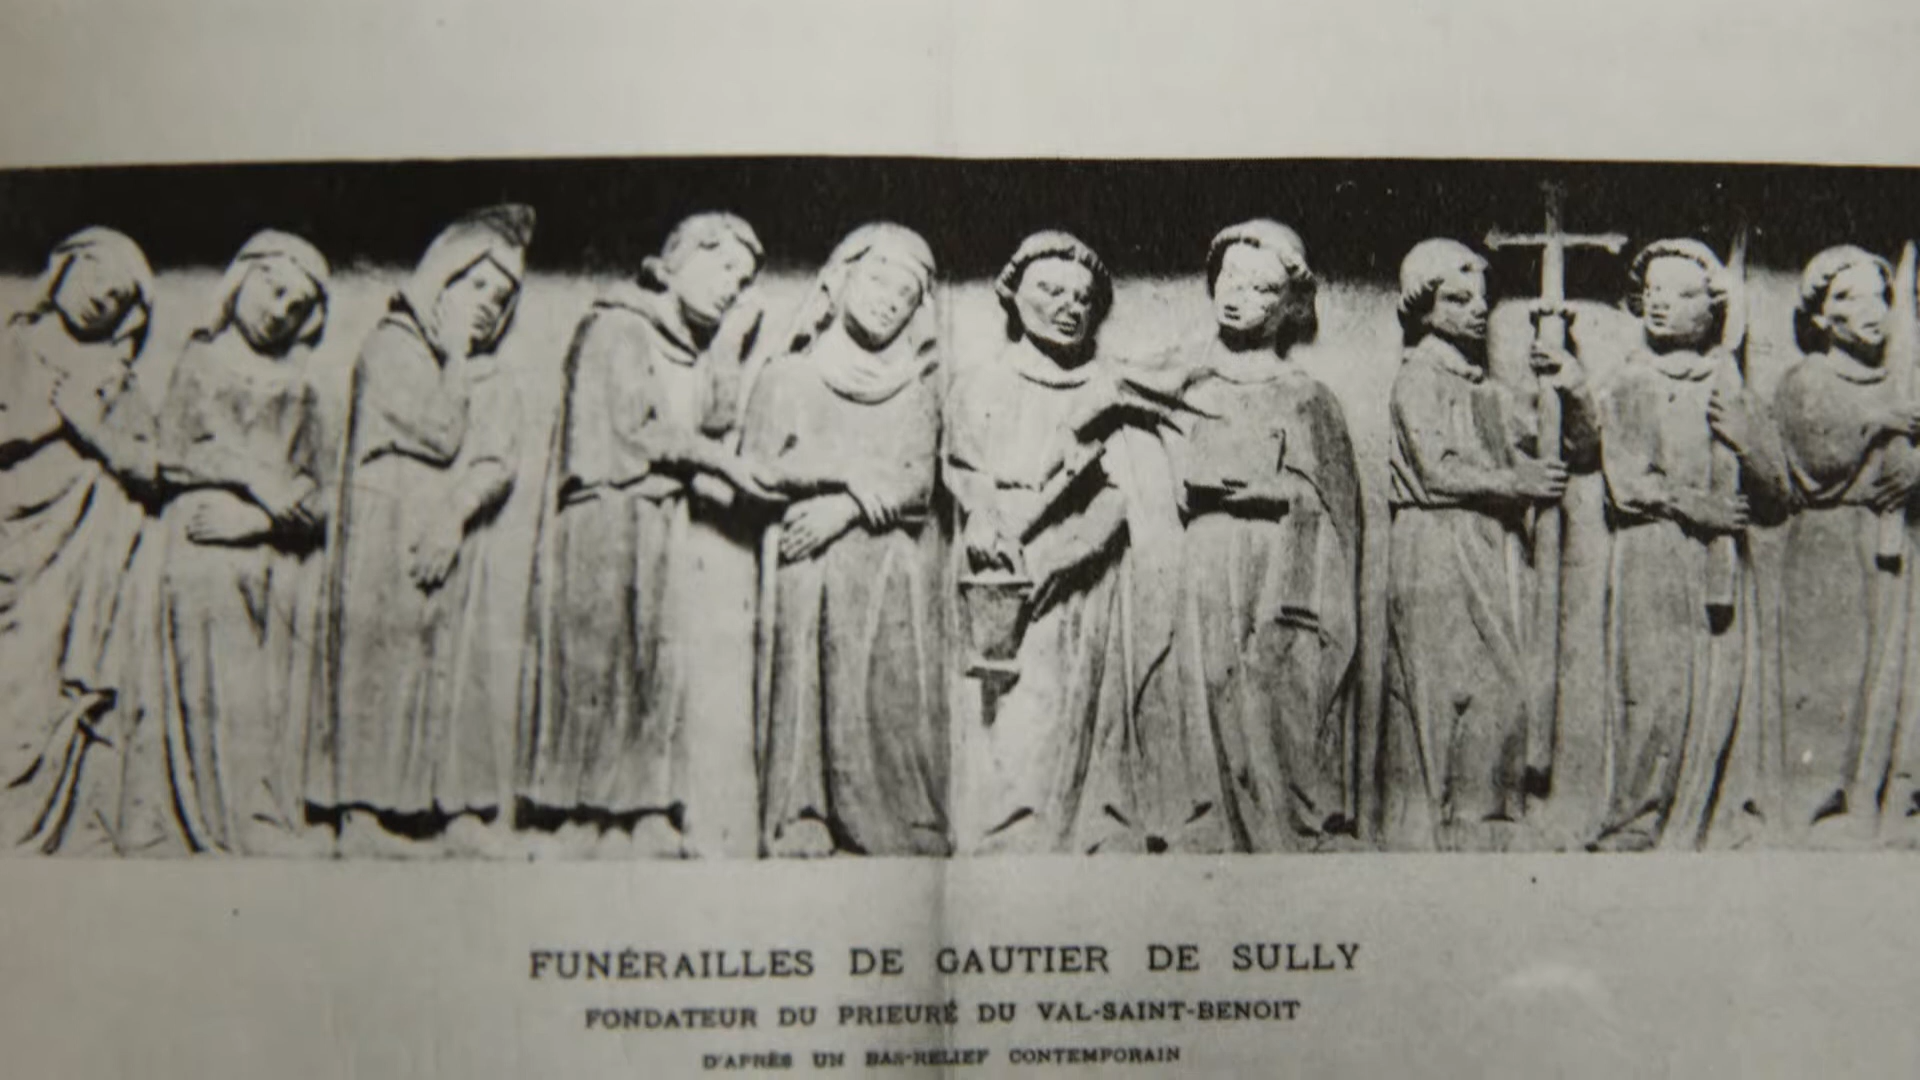 FUNÉRAILLES DE GAUTIER DE SULLY
FONDATEUR DU PRIEURÉ DU VAL-SAINT-BENOIT
D'APRÈS UN BAS-RELIEF CONTEMPORAIN